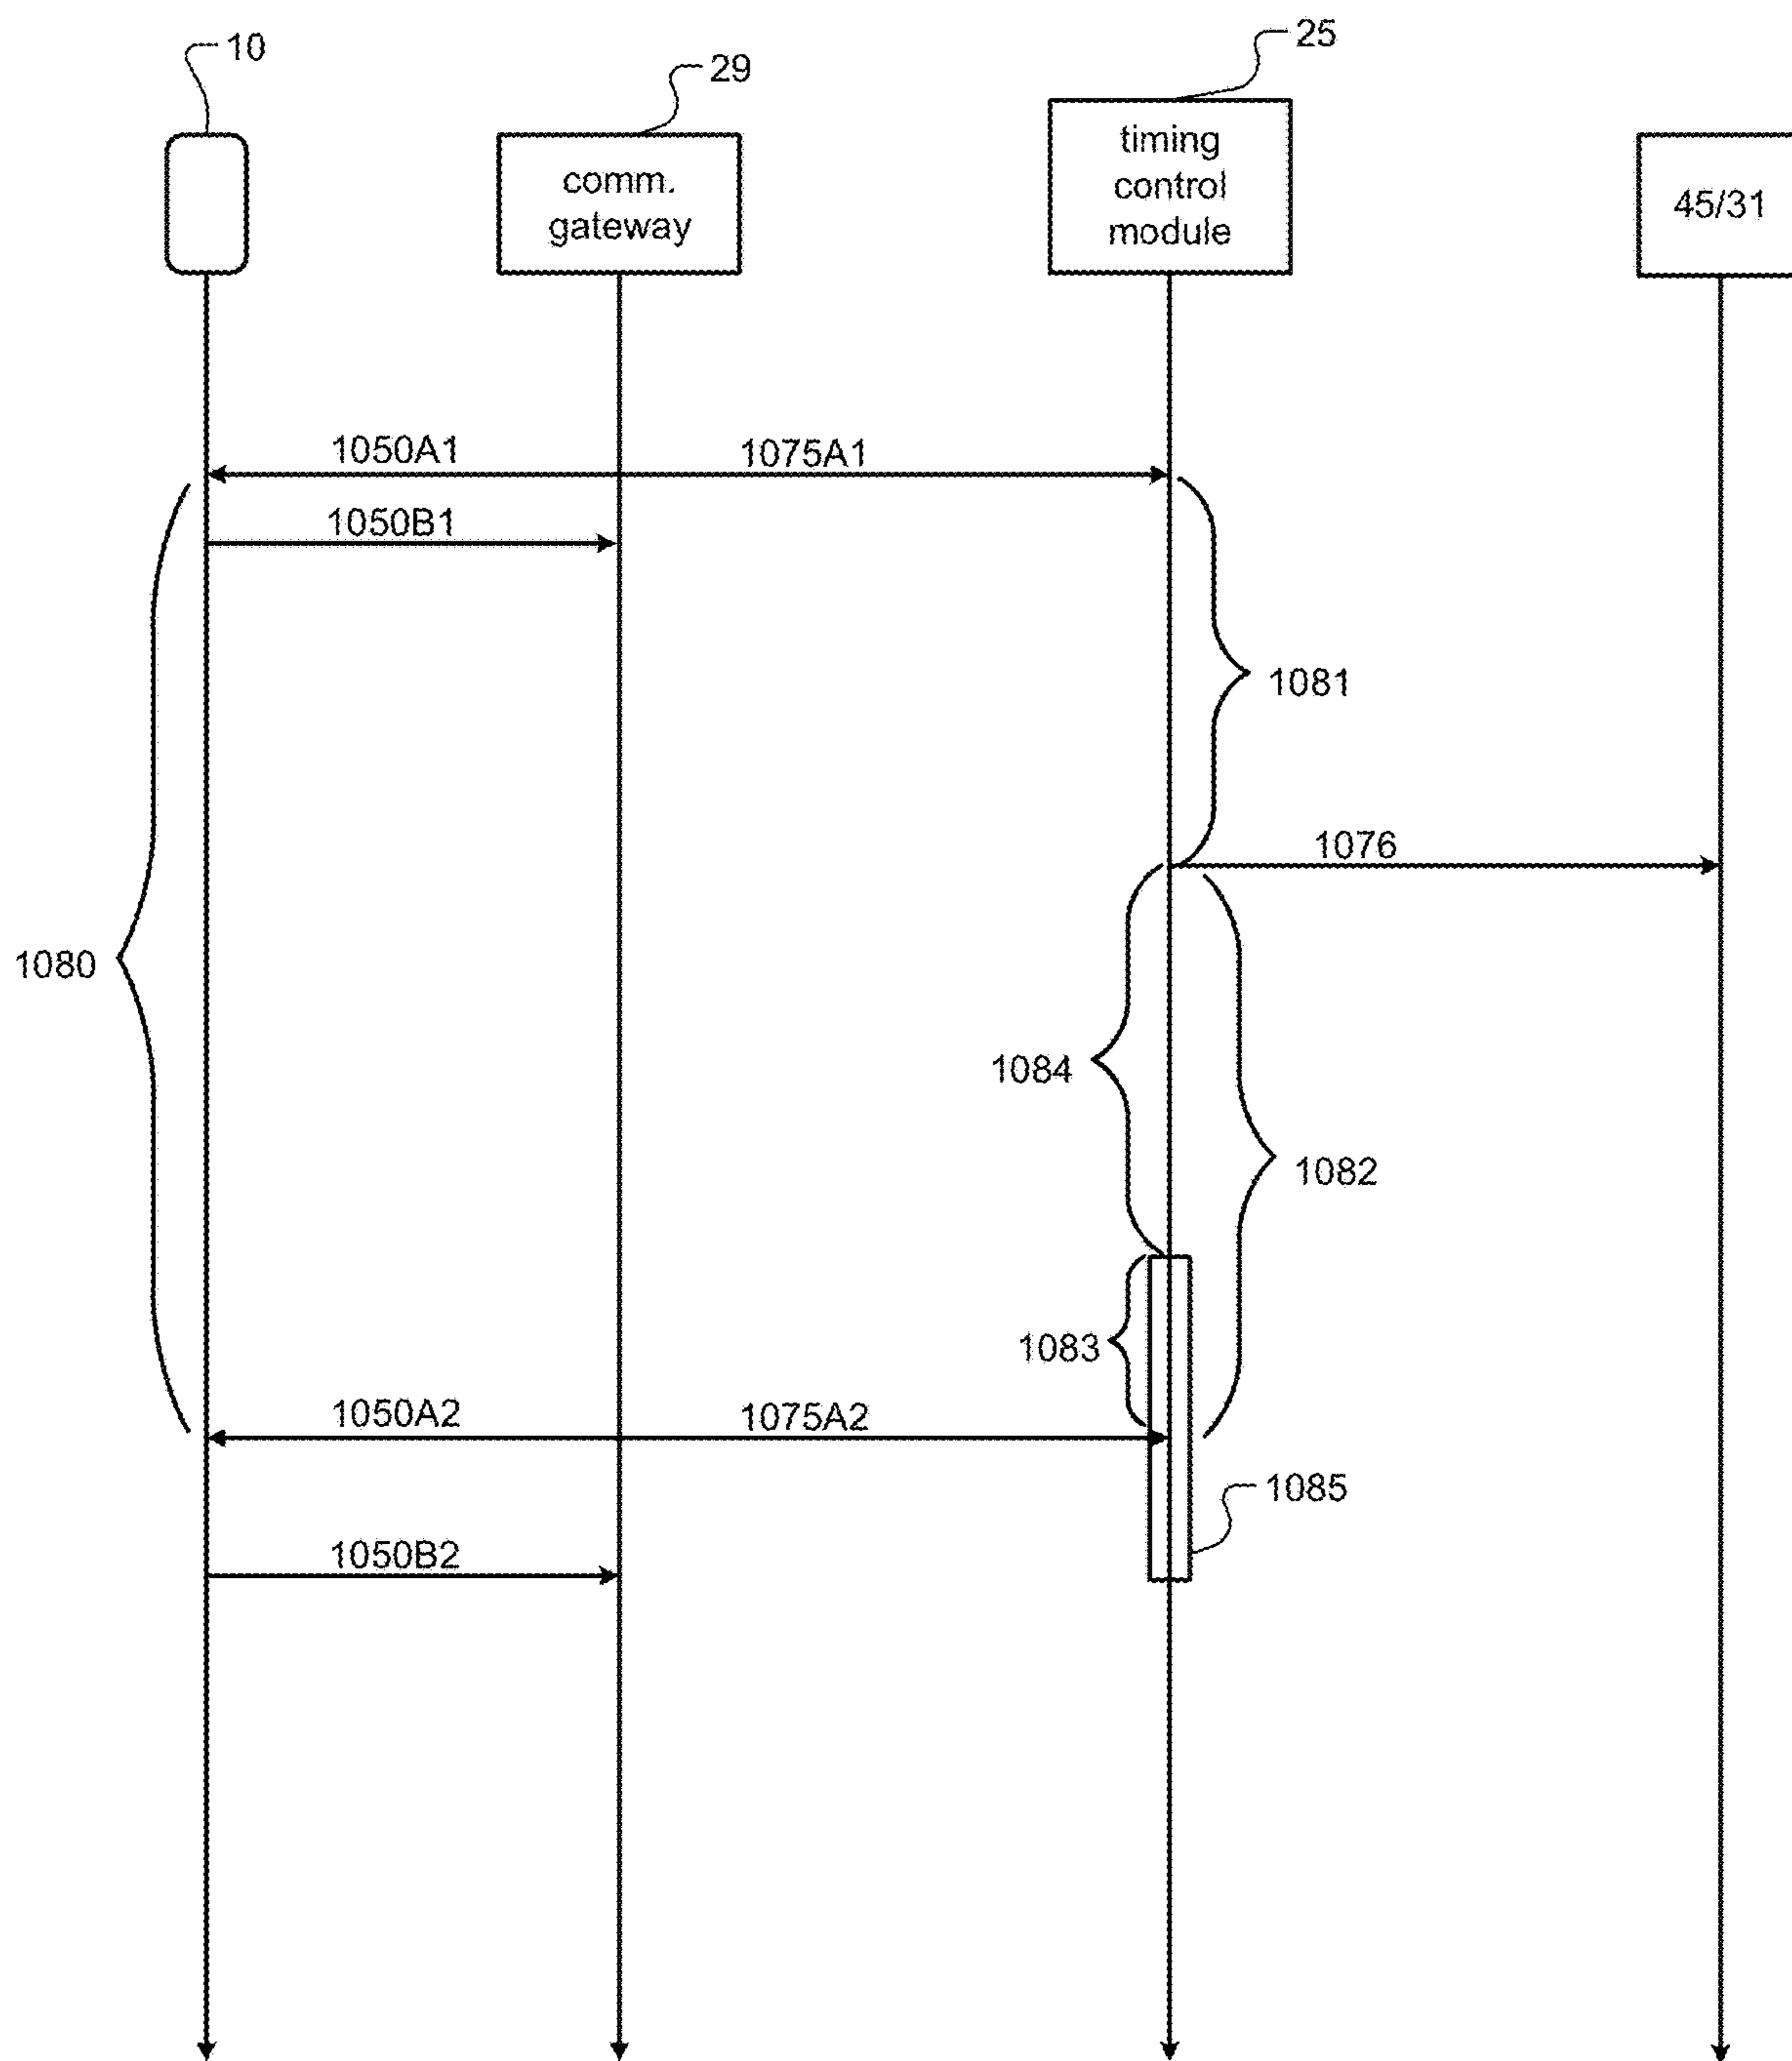 10
29
25
comm.
gateway
timing
control
module
45/31
1050A1
1075A1
1050B1
1081
1076
1080
1084
1082
1083
1050A2
1075A2
1085
1050B2